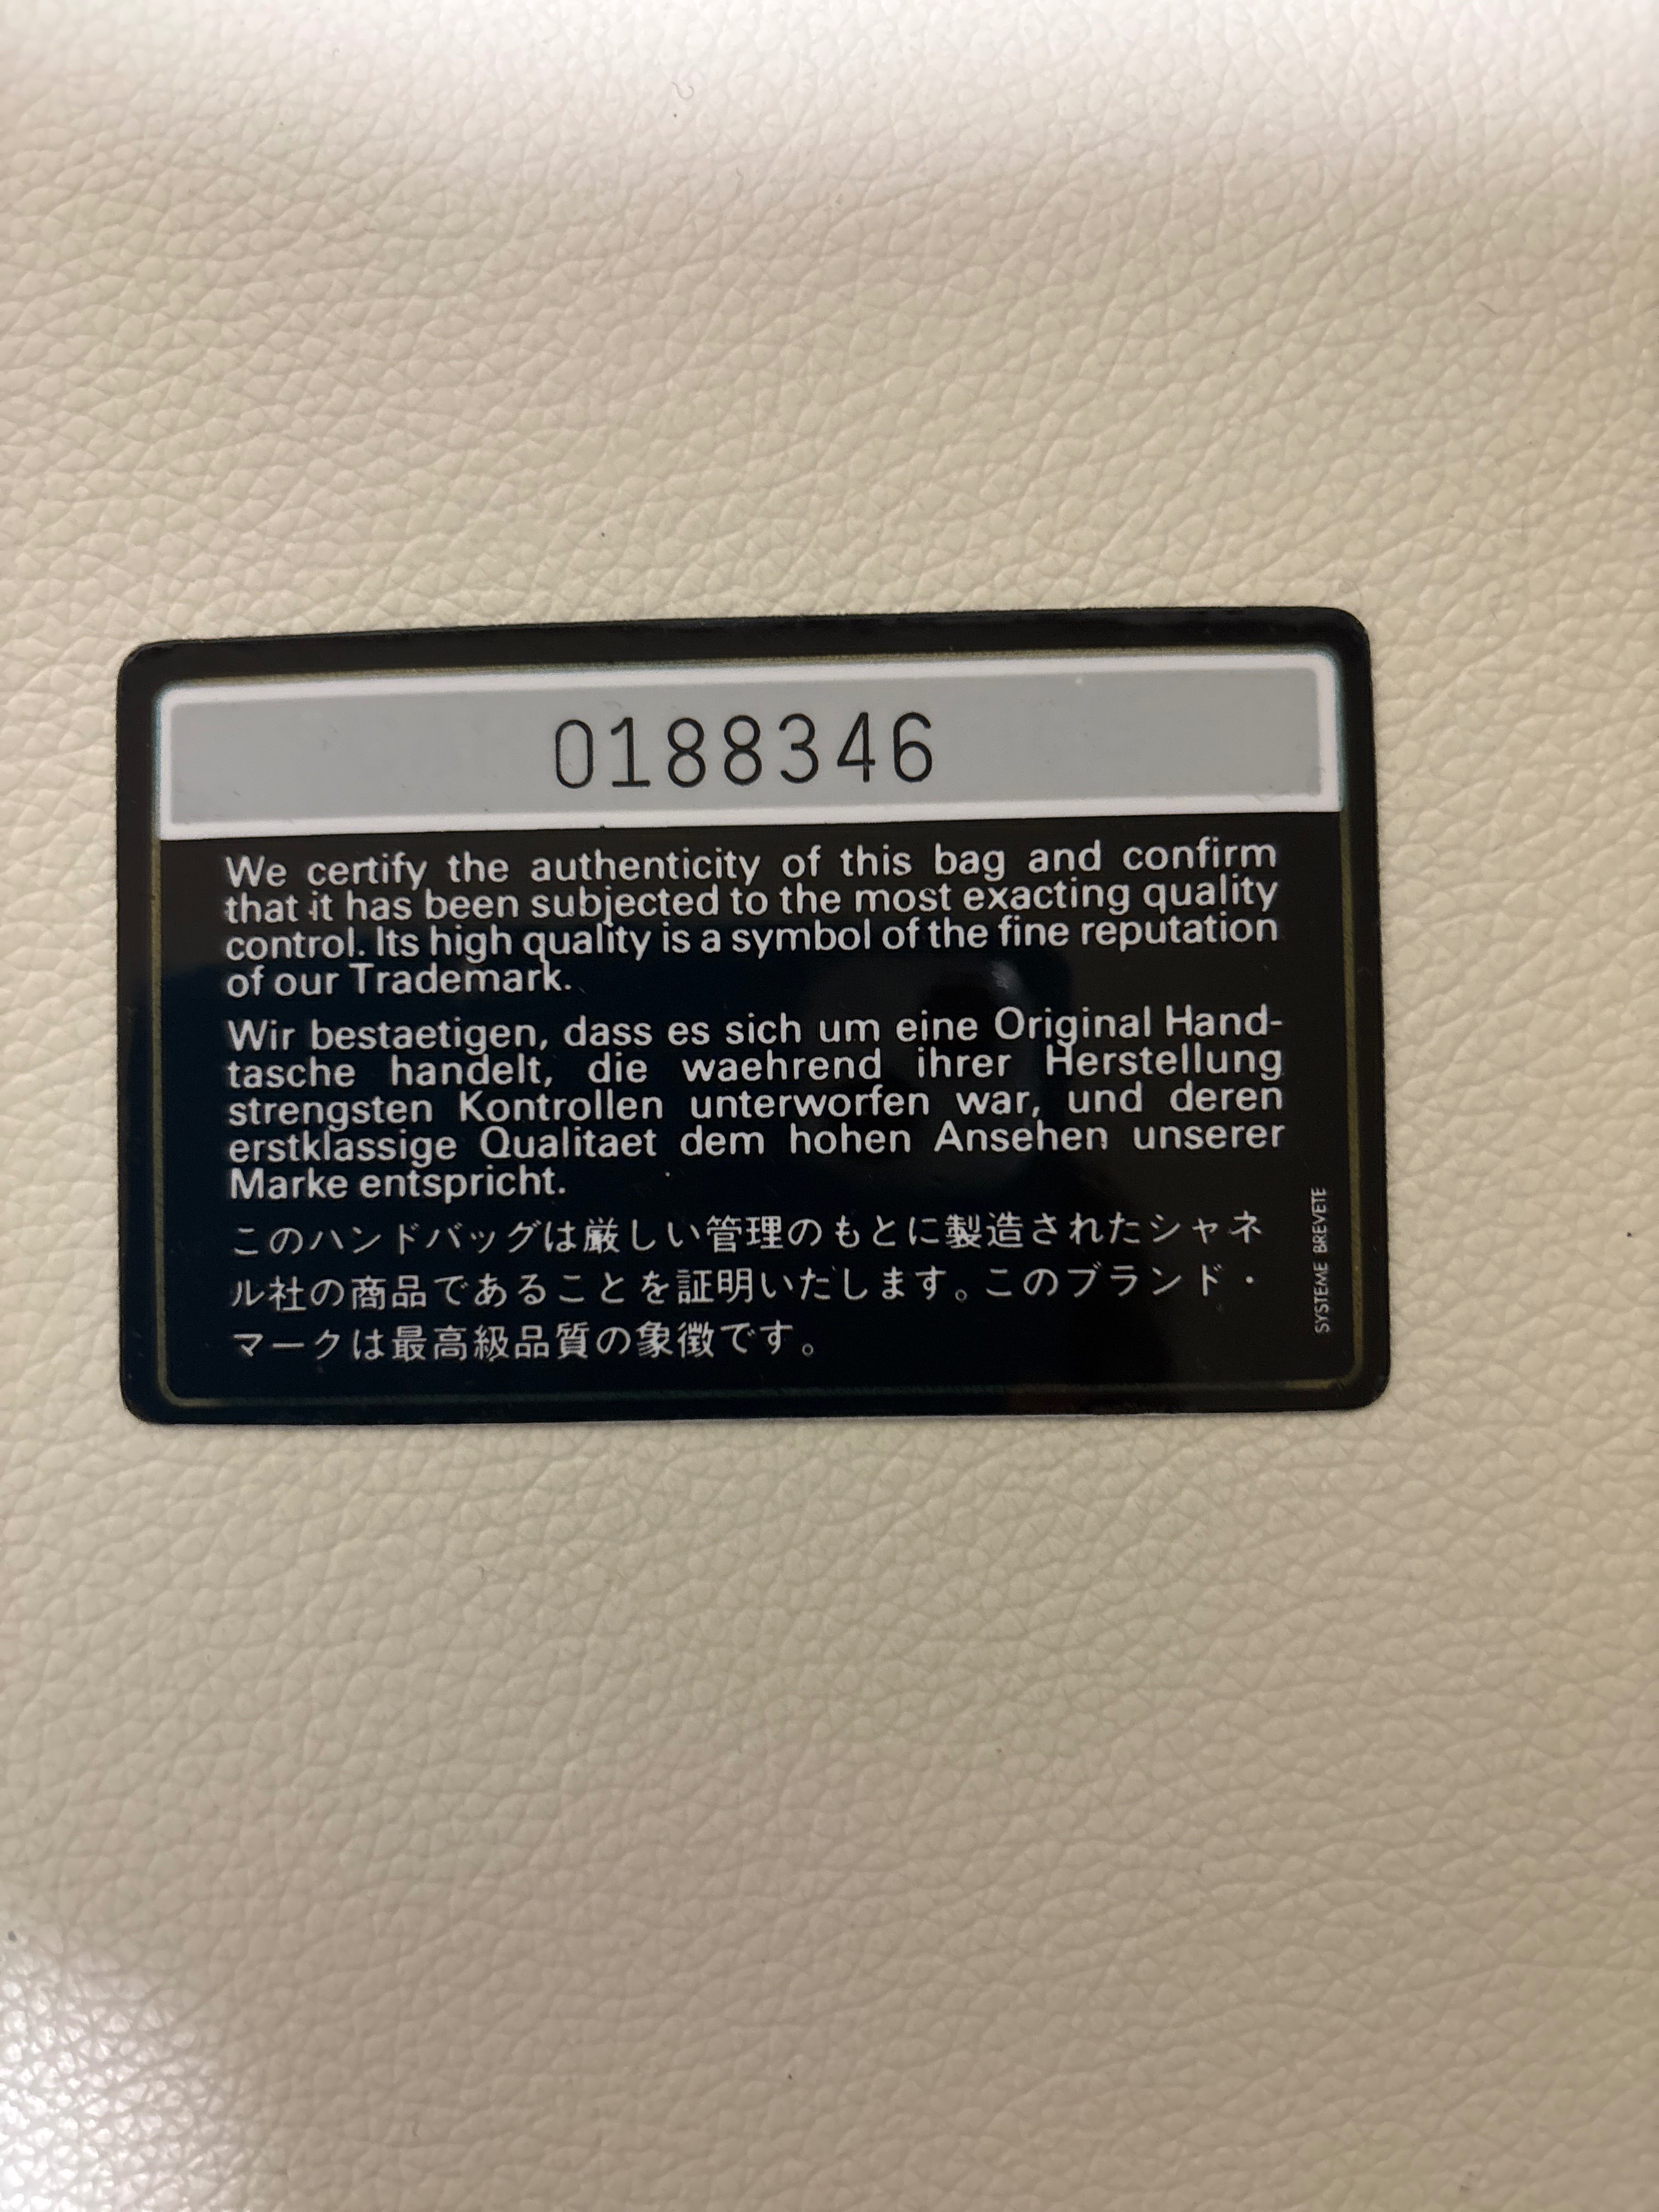 0188346
We certify the authenticity of this bag and confirm
that it has been subjected to the most exacting quality
control. Its high quality is a symbol of the fine reputation
of our Trademark.
Wir bestaetigen, dass es sich um eine Original Hand-
tasche handelt, die waehrend ihrer Herstellung
strengsten Kontrollen unterworfen war, und deren
erstklassige Qualitaet dem hohen Ansehen unserer
Marke entspricht.
このハンドバッグは厳しい管理のもとに製造されたシャネ
ル社の商品であることを証明いたします。このブランド・
マークは最高級品質の象徴です。
SYSTEME BREVETE